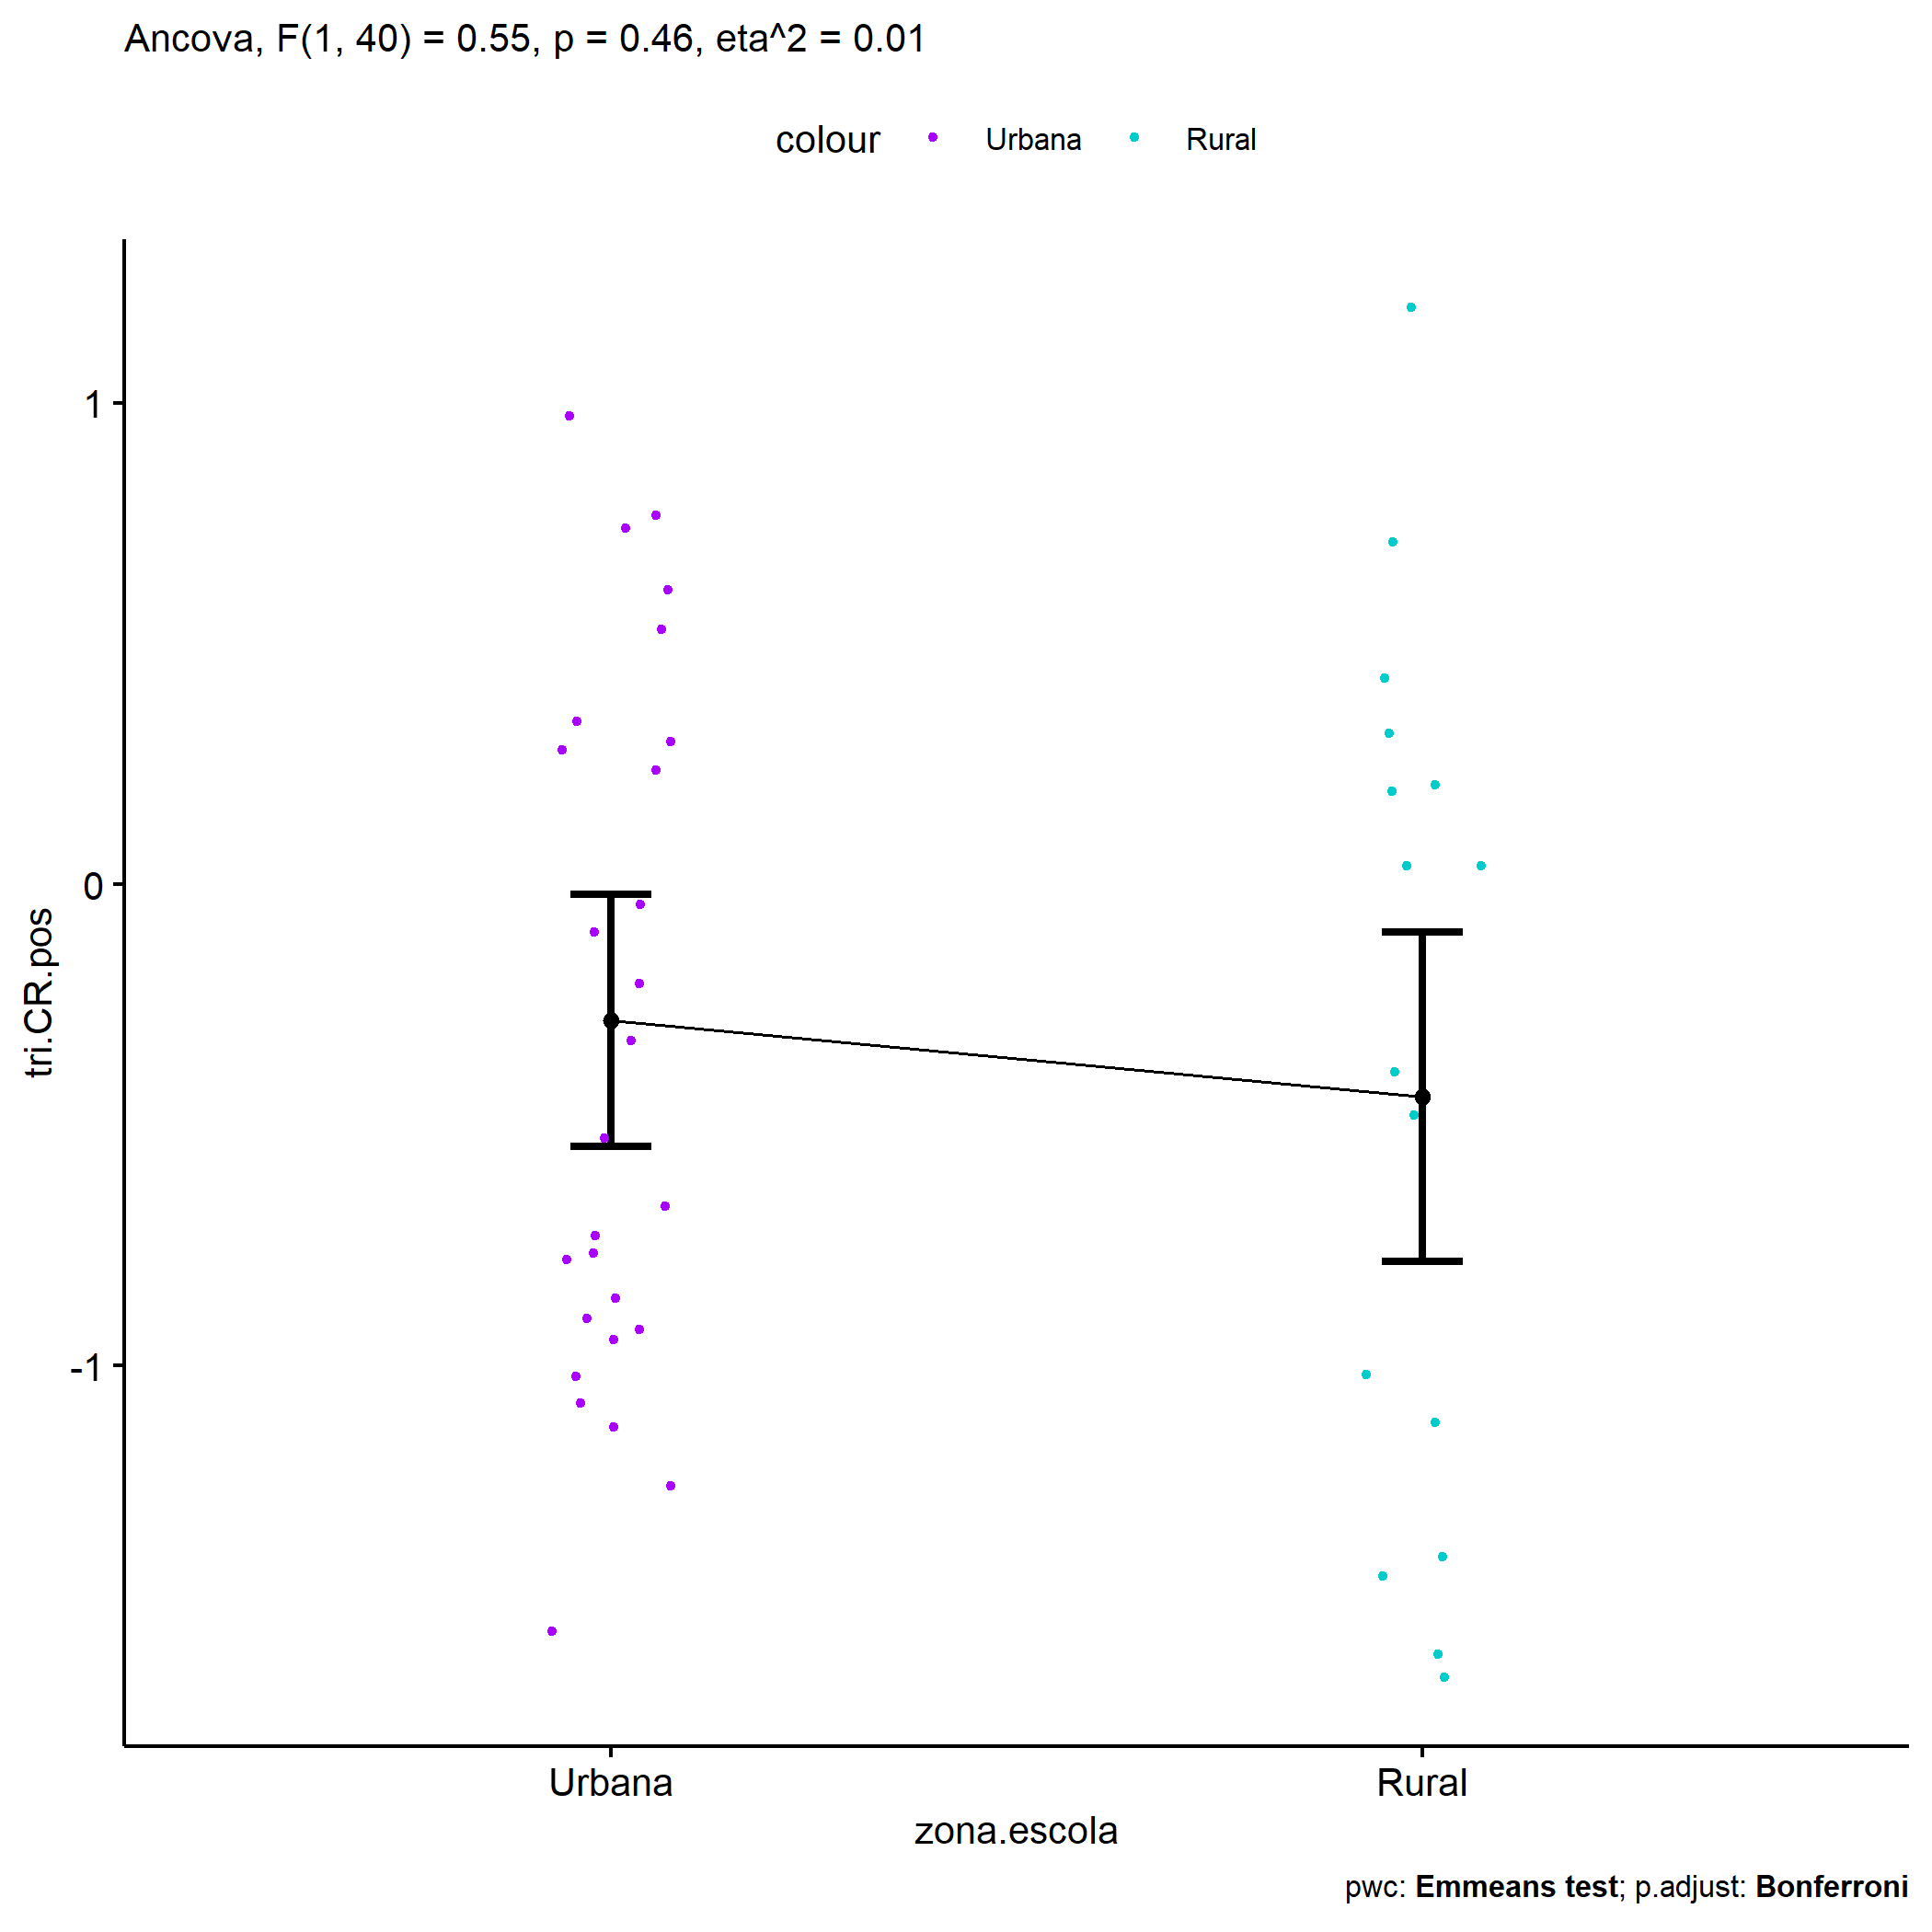 Ancova, F(1, 40) = 0.55, p = 0.46, eta^2 = 0.01
colour Urbana Rural
tri.CR.pos
1
0
-1
Urbana Rural
zona.escola
pwc: Emmeans test; p.adjust: Bonferroni